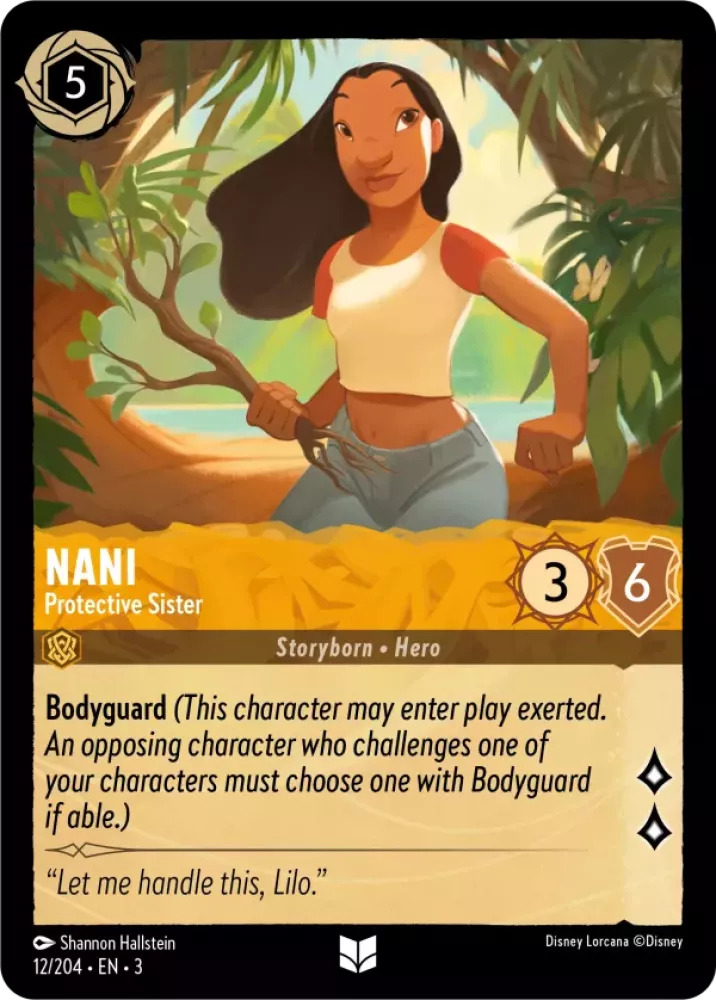 5
NANI
Protective Sister
3
6
Storyborn • Hero
Bodyguard (This character may enter play exerted.
An opposing character who challenges one of
your characters must choose one with Bodyguard
if able.)
“Let me handle this, Lilo.”
Shannon Hallstein
Disney Lorcana ©Disney
12/204 • EN • 3